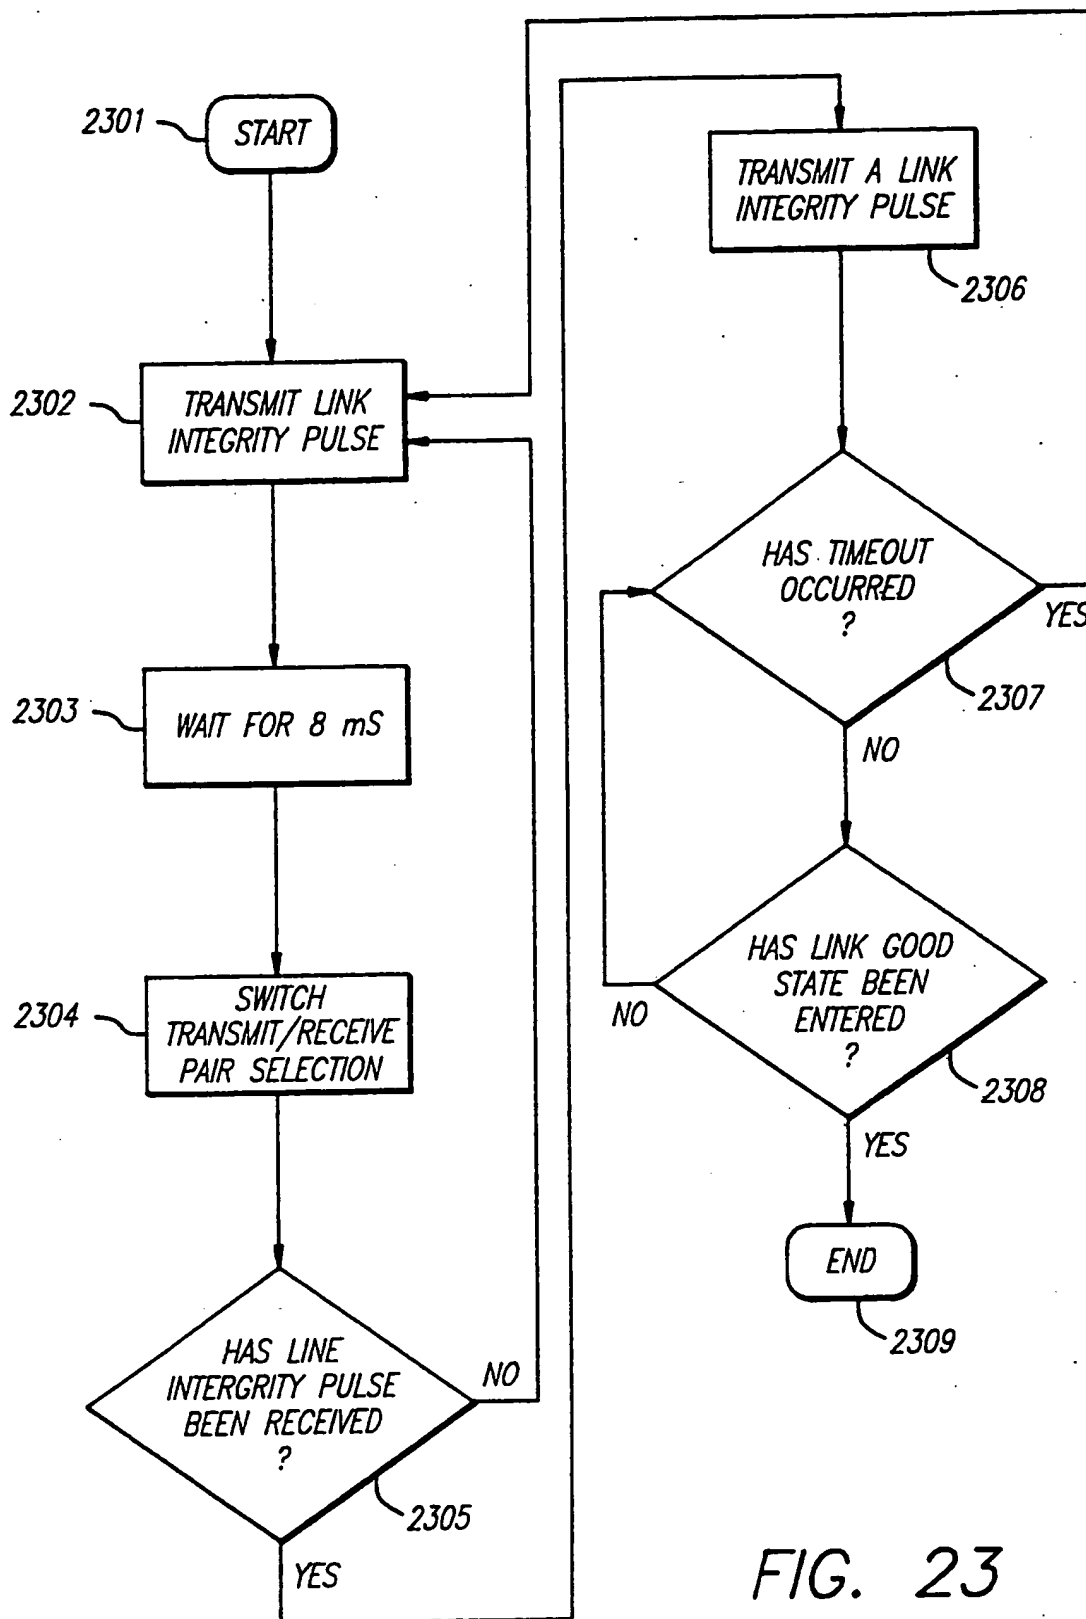 2301
START
2302
TRANSMIT LINK
INTEGRITY PULSE
2303
WAIT FOR 8 mS
2304
SWITCH
TRANSMIT/RECEIVE
PAIR SELECTION
HAS LINE
INTERGRITY PULSE
BEEN RECEIVED
?
NO
2305
YES
TRANSMIT A LINK
INTEGRITY PULSE
2306
HAS TIMEOUT
OCCURRED
?
YES
2307
NO
HAS LINK GOOD
STATE BEEN
ENTERED
?
NO
2308
YES
END
2309
FIG. 23